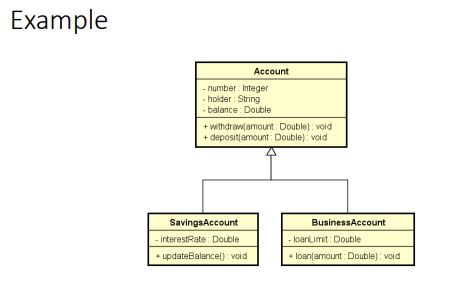 Example
Account
- number : Integer
- holder : String
- balance : Double
+ withdraw(amount : Double) : void
+ deposit(amount : Double) : void
SavingsAccount
- interestRate : Double
+ updateBalance() : void
BusinessAccount
- loanLimit : Double
+ loan(amount : Double) : void